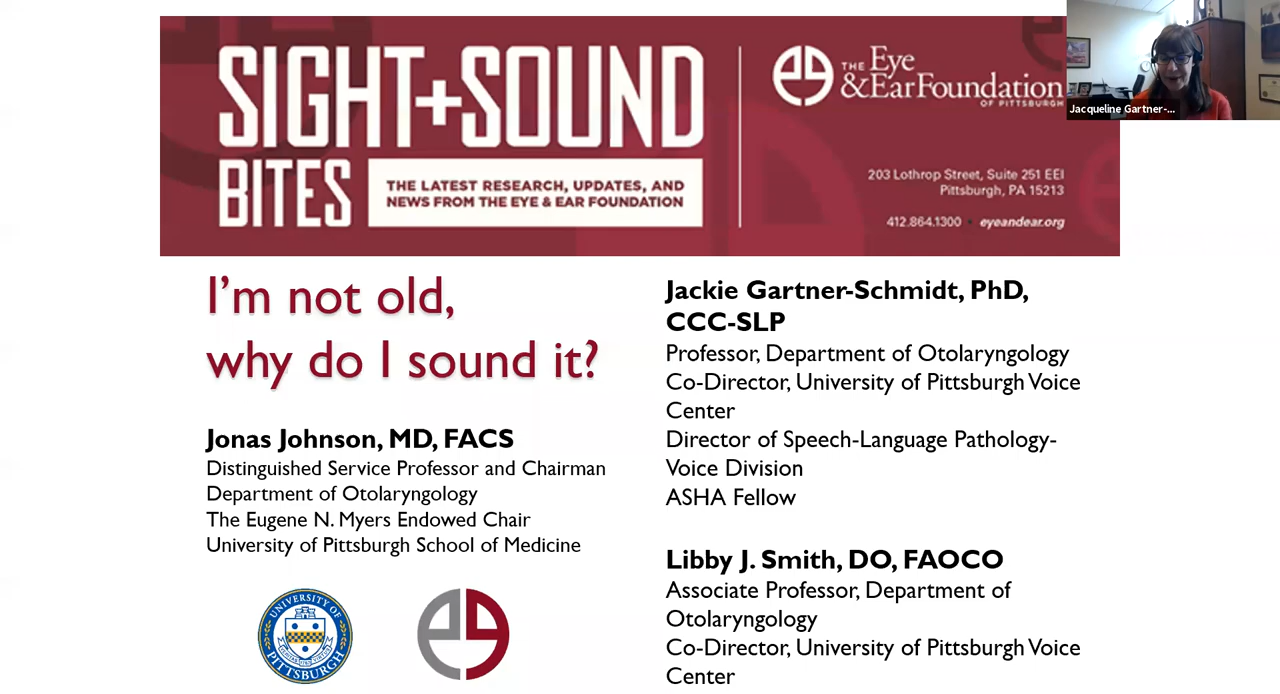 SIGHT+SOUND
BITES
THE LATEST RESEARCH, UPDATES, AND
NEWS FROM THE EYE & EAR FOUNDATION
THE Eye
&EarFoundation
OF PITTSBURGH
203 Lothrop Street, Suite 251 EEI
Pittsburgh, PA 15213
412.864.1300 • eyeandear.org
Jacqueline Gartner-...
I'm not old,
why do I sound it?
Jonas Johnson, MD, FACS
Distinguished Service Professor and Chairman
Department of Otolaryngology
The Eugene N. Myers Endowed Chair
University of Pittsburgh School of Medicine
UNIVERSITY OF
PITTSBURGH
Jackie Gartner-Schmidt, PhD,
CCC-SLP
Professor, Department of Otolaryngology
Co-Director, University of Pittsburgh Voice
Center
Director of Speech-Language Pathology-
Voice Division
ASHA Fellow
Libby J. Smith, DO, FAOCO
Associate Professor, Department of
Otolaryngology
Co-Director, University of Pittsburgh Voice
Center